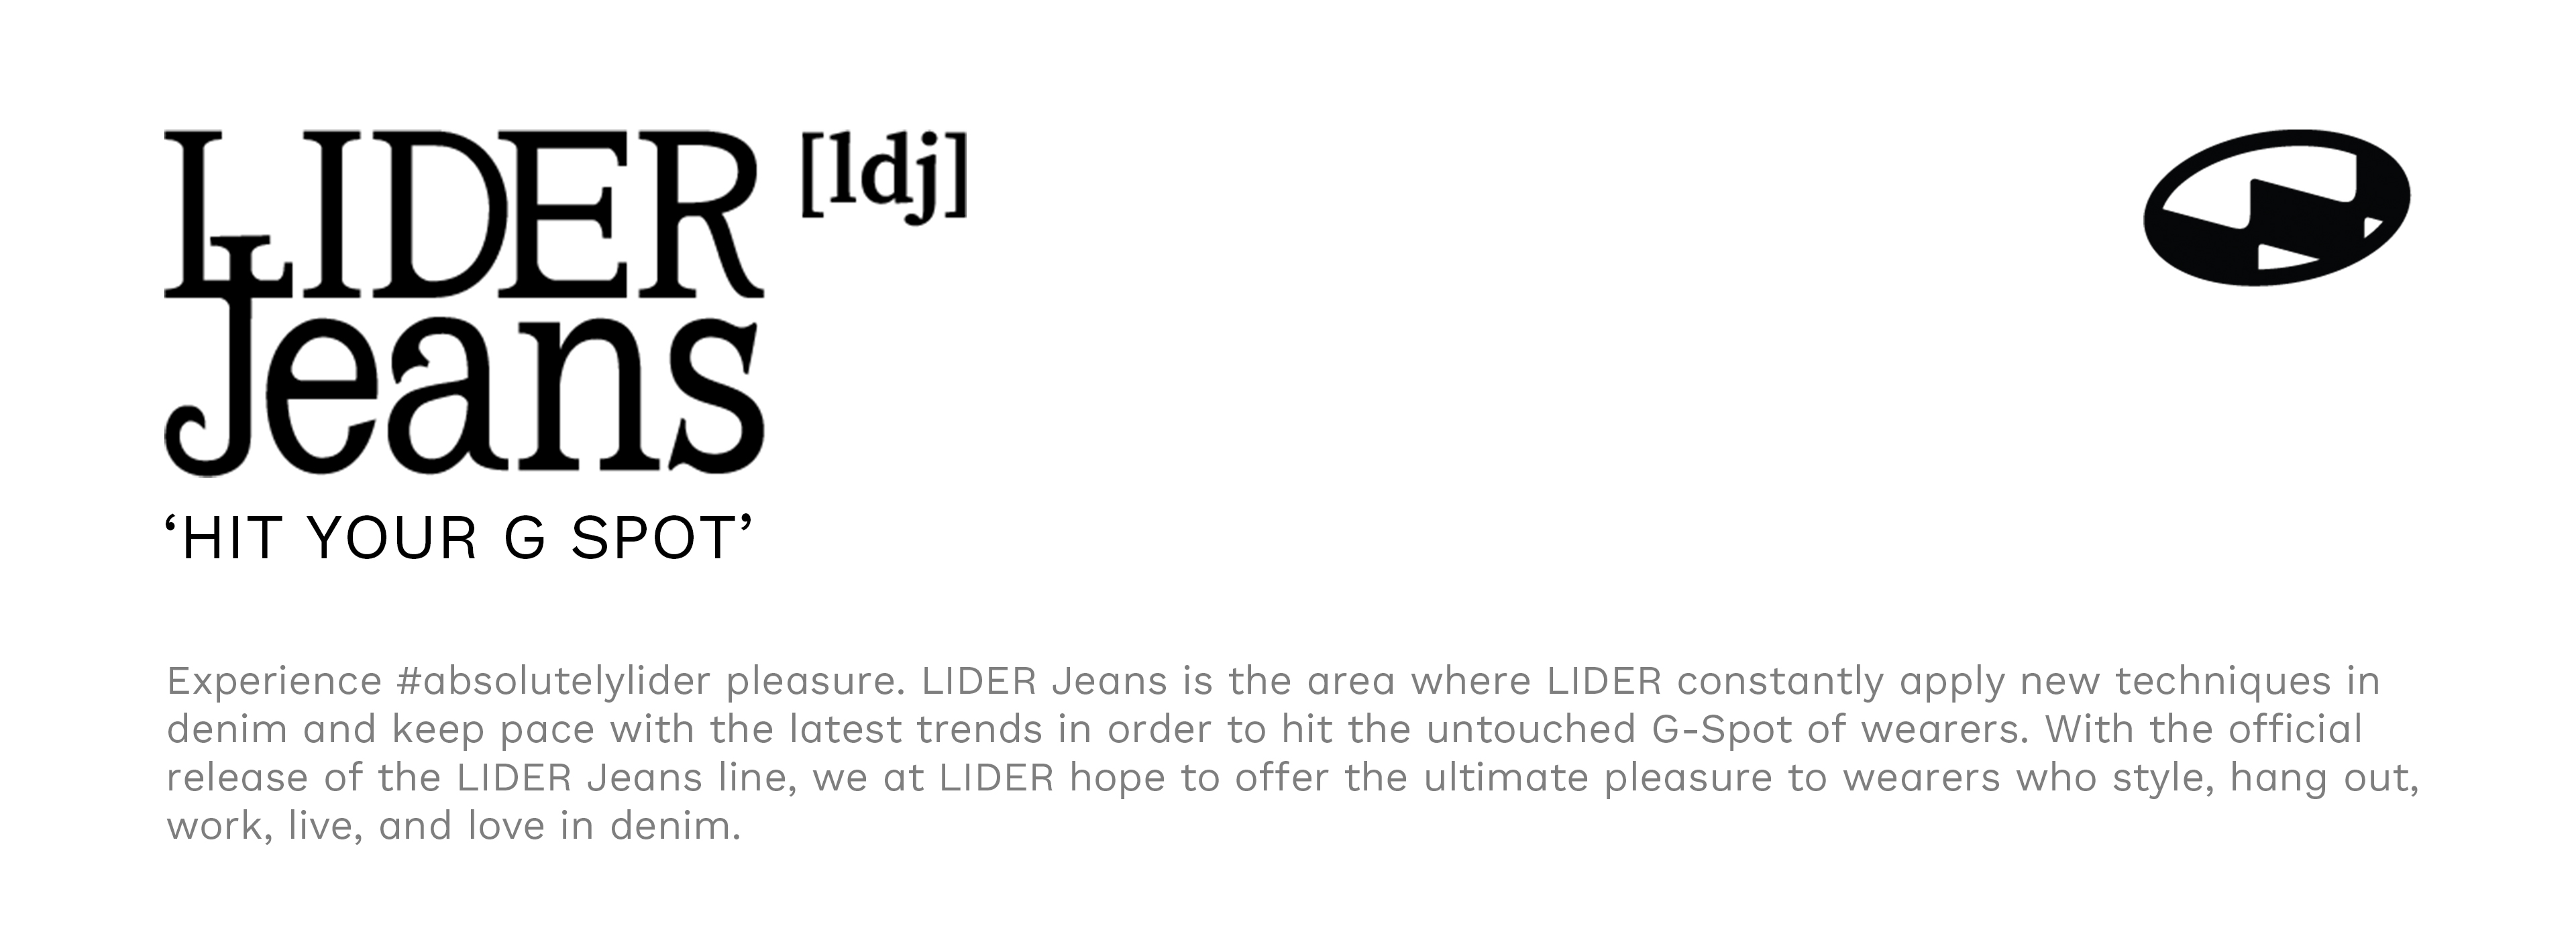 LIDER [ldj]
Jeans
‘HIT YOUR G SPOT’
Experience #absolutelylider pleasure. LIDER Jeans is the area where LIDER constantly apply new techniques in
denim and keep pace with the latest trends in order to hit the untouched G-Spot of wearers. With the official
release of the LIDER Jeans line, we at LIDER hope to offer the ultimate pleasure to wearers who style, hang out,
work, live, and love in denim.